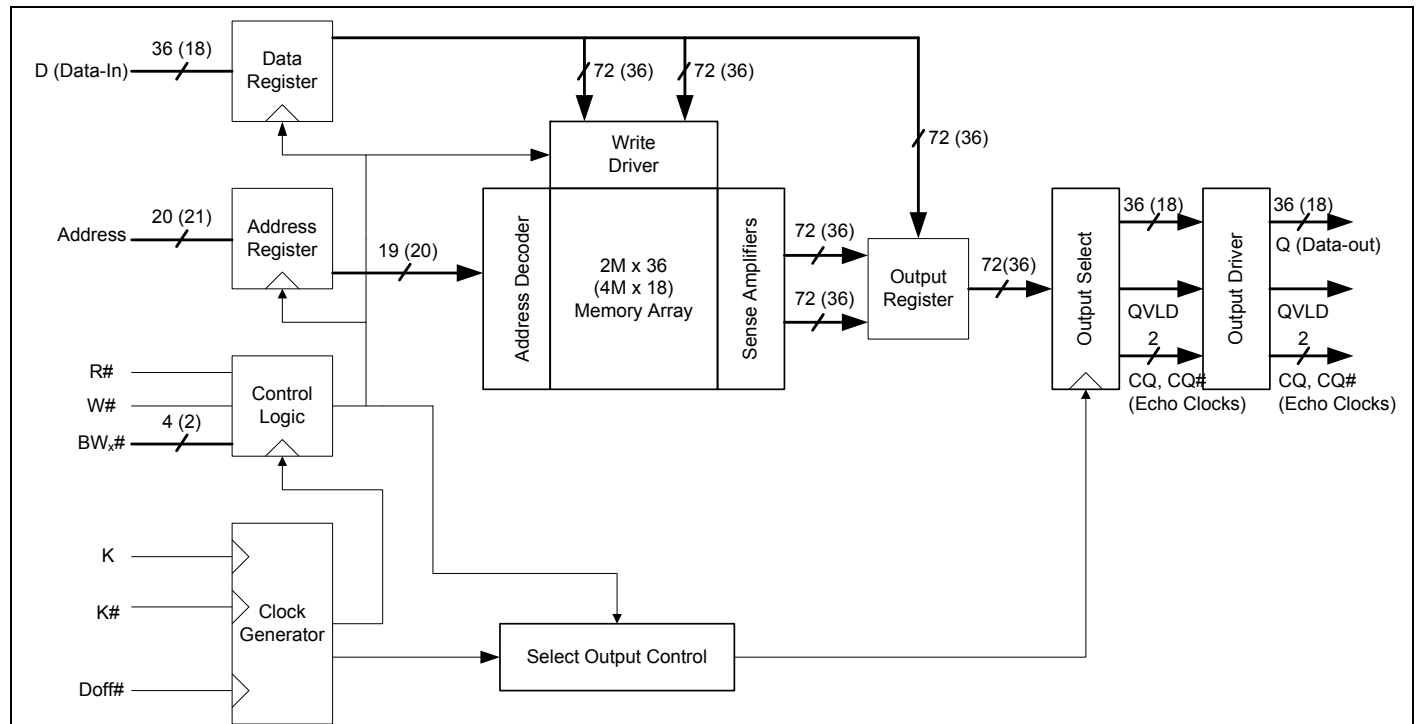 D (Data-In)
36 (18)
Data
Register
72 (36)
72 (36)
72 (36)
Write
Driver
Address
20 (21)
Address
Register
19 (20)
Address Decoder
2M x 36
(4M x 18)
Memory Array
Sense Amplifiers
72 (36)
72 (36)
Output
Register
72(36)
Output Select
36 (18)
QVLD
2
CQ, CQ#
(Echo Clocks)
Output Driver
36 (18)
Q (Data-out)
QVLD
2
CQ, CQ#
(Echo Clocks)
R#
W#
4 (2)
BWx#
Control
Logic
K
K#
Doff#
Clock
Generator
Select Output Control